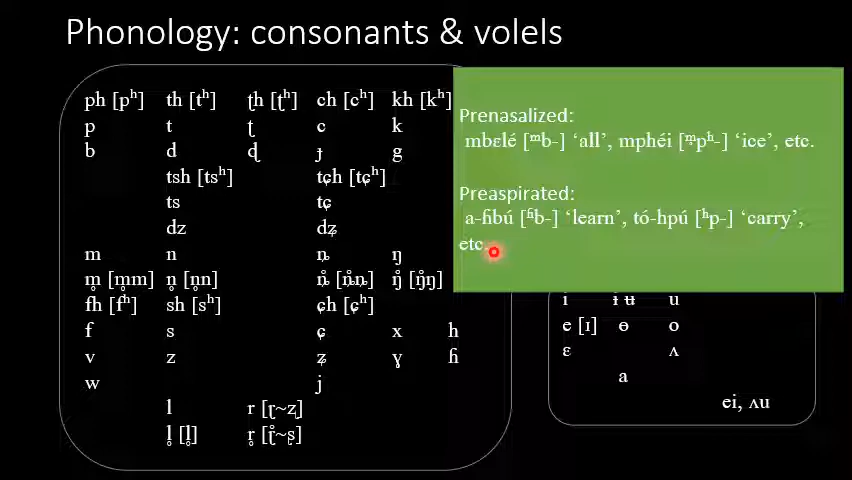 Phonology: consonants & volels
ph [pʰ] th [tʰ] ʈh [ʈʰ] ch [cʰ] kh [kʰ]
p t ʈ c k
b d ɖ ɟ g
tsh [tsʰ] tɕh [tɕʰ]
ts tɕ
dz dʑ
m n ȵ ŋ
m̥ [m̥m] n̥ [n̥n] ȵ̊ [ȵ̊ȵ] ŋ̊ [ŋ̊ŋ]
fh [fʰ] sh [sʰ] ɕh [ɕʰ]
f s ɕ x h
v z ʑ ɣ ɦ
w j
l r [ɽ~ʐ]
l̥ [l̥] r̥ [ɽ̊~ʂ]
Prenasalized:
mbɛlé [ᵐb-] ‘all’, mphéi [ᵐ̥pʰ-] ‘ice’, etc.
Preaspirated:
a-ɦbú [ʱb-] ‘learn’, tó-hpú [ʰp-] ‘carry’,
etc.
i ɨ ʉ u
e [ɪ] ɵ o
ɛ ʌ
a
ei, ʌu